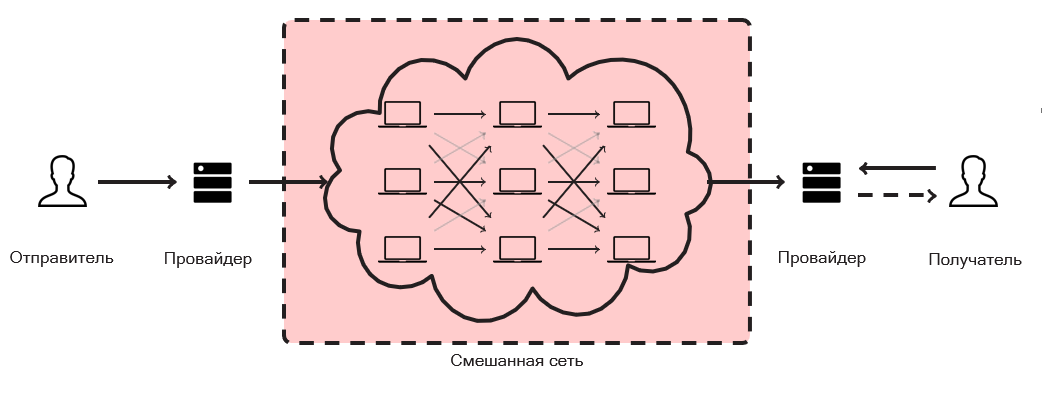 Отправитель
Провайдер
Провайдер
Получатель
Смешанная сеть